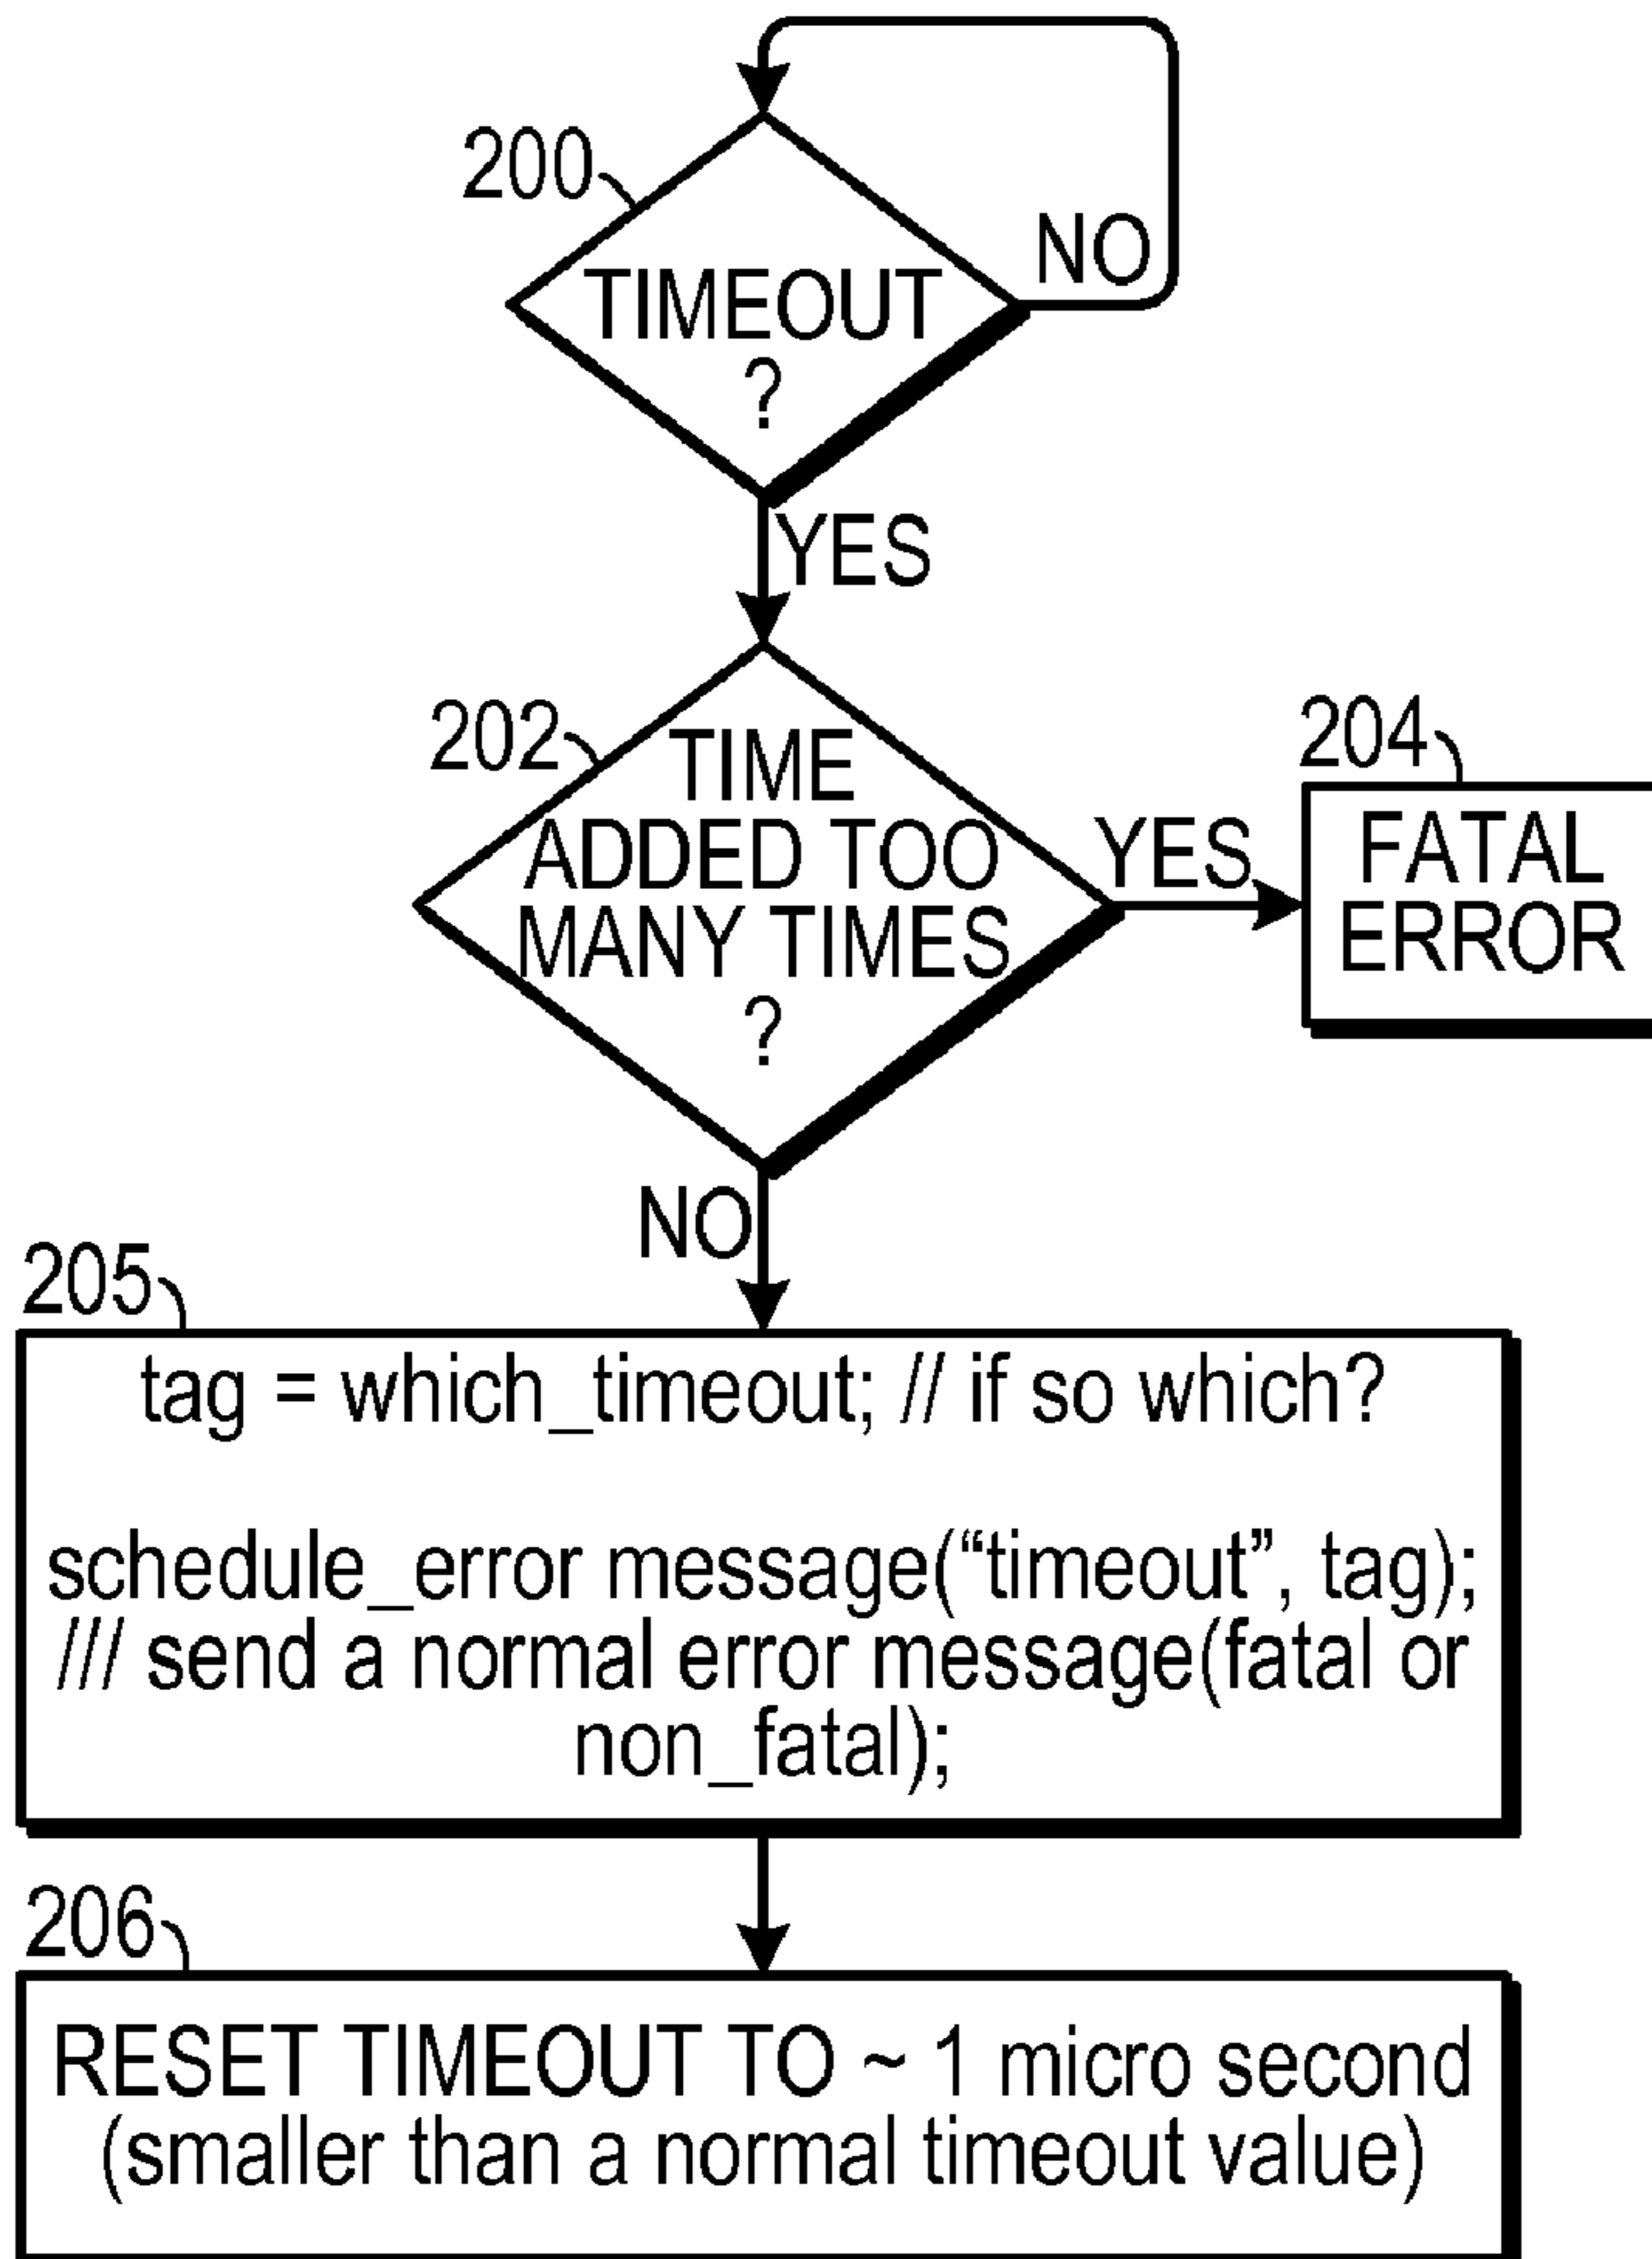 200
TIMEOUT
?
NO
YES
202
TIME
ADDED TOO
MANY TIMES
?
YES
204
FATAL
ERROR
NO
205
tag = which_timeout; // if so which?
schedule_error message(“timeout”, tag);
/// send a normal error message(fatal or
non_fatal);
206
RESET TIMEOUT TO ~ 1 micro second
(smaller than a normal timeout value)